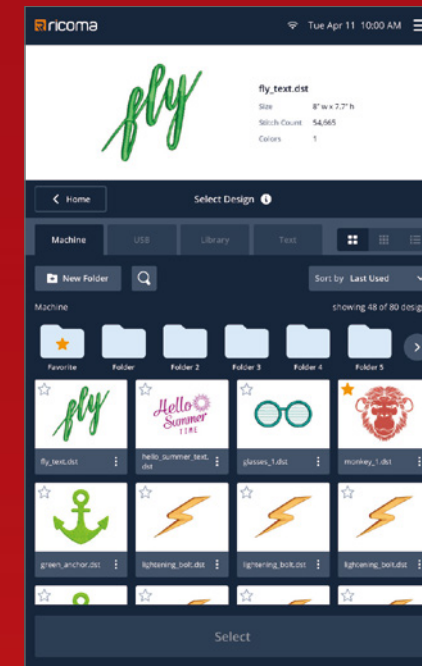 ricoma
Tue Apr 11 10:00 AM
fly
fly_text.dst
Size 8" w x 7.7" h
Stitch Count 54,665
Colors 1
Home
Select Design
Machine USB Library Text
New Folder
Sort by Last Used
Machine
showing 48 of 80 design
Favorite Folder Folder 2 Folder 3 Folder 4 Folder 5
fly
Hello
Summer
TIME
fly_text.dst
hello_summer_text.
dst
glasses_1.dst
monkey_1.dst
green_anchor.dst lightening_bolt.dst lightening_bolt.dst lightening_bolt.dst
Select